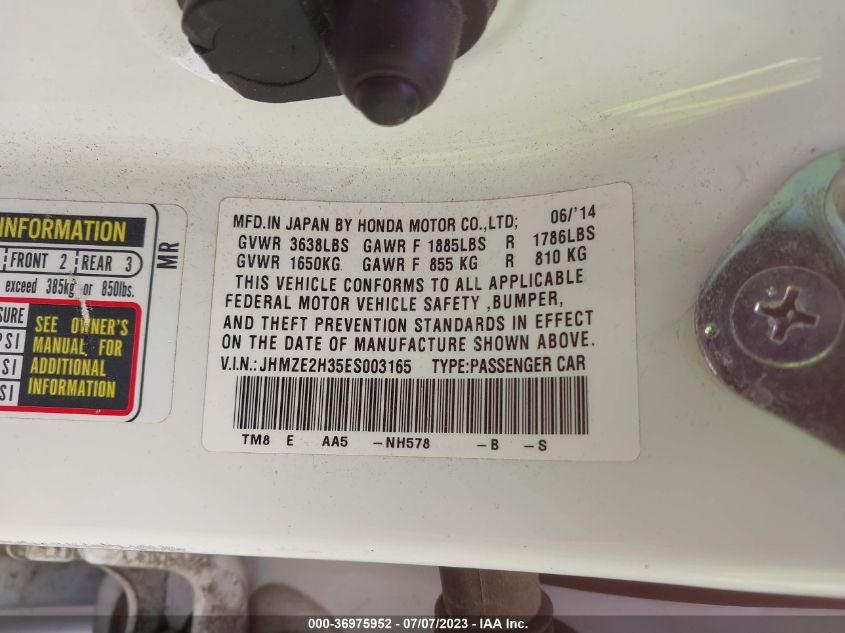 INFORMATION
FRONT 2 REAR 3
exceed 385kg or 850lbs.
SURE
PSI
SI
SI
SEE OWNER'S
MANUAL FOR
ADDITIONAL
INFORMATION
MR
MFD.IN JAPAN BY HONDA MOTOR CO.,LTD; 06/'14
GVWR 3638LBS GAWR F 1885LBS R 1786LBS
GVWR 1650KG GAWR F 855 KG R 810 KG
THIS VEHICLE CONFORMS TO ALL APPLICABLE
FEDERAL MOTOR VEHICLE SAFETY ,BUMPER,
AND THEFT PREVENTION STANDARDS IN EFFECT
ON THE DATE OF MANUFACTURE SHOWN ABOVE.
V.I.N.:JHMZE2H35ES003165 TYPE:PASSENGER CAR
TM8 E AA5 -NH578 -B -S
000-36975952 - 07/07/2023 - IAA Inc.